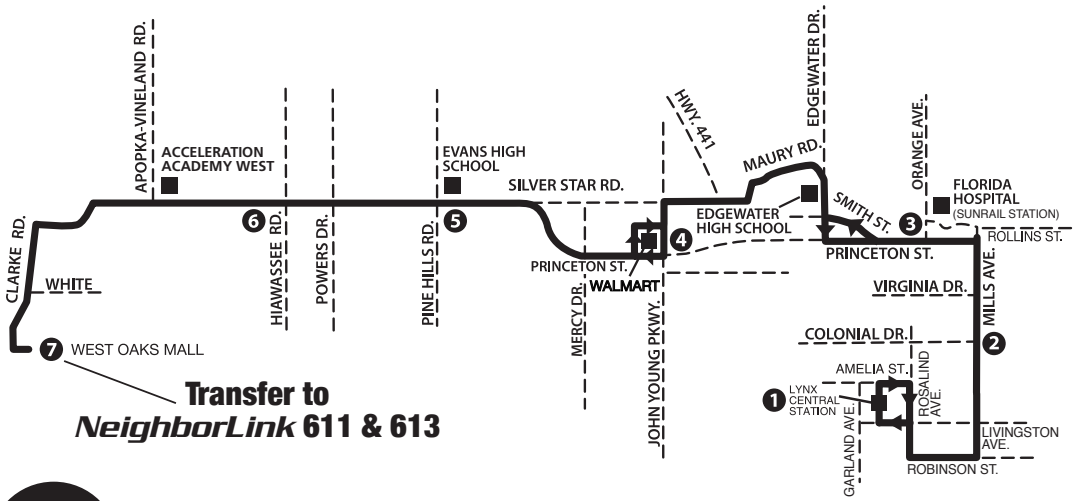 APOPKA-VINELAND RD.
ACCELERATION
ACADEMY WEST
HIAWASSEE RD.
6
POWERS DR.
PINE HILLS RD.
EVANS HIGH
SCHOOL
5
SILVER STAR RD.
CLARKE RD.
WHITE
7
WEST OAKS MALL
Transfer to
NeighborLink 611 & 613
PRINCETON ST.
MERCY DR.
WALMART
4
JOHN YOUNG PKWY.
HWY. 441
MAURY RD.
EDGEWATER DR.
EDGEWATER
HIGH SCHOOL
SMITH ST.
ORANGE AVE.
3
FLORIDA
HOSPITAL
(SUNRAIL STATION)
ROLLINS ST.
PRINCETON ST.
MILLS AVE.
VIRGINIA DR.
COLONIAL DR.
2
AMELIA ST.
1
LYNX
CENTRAL
STATION
ROSALIND
AVE.
GARLAND AVE.
LIVINGSTON
AVE.
ROBINSON ST.